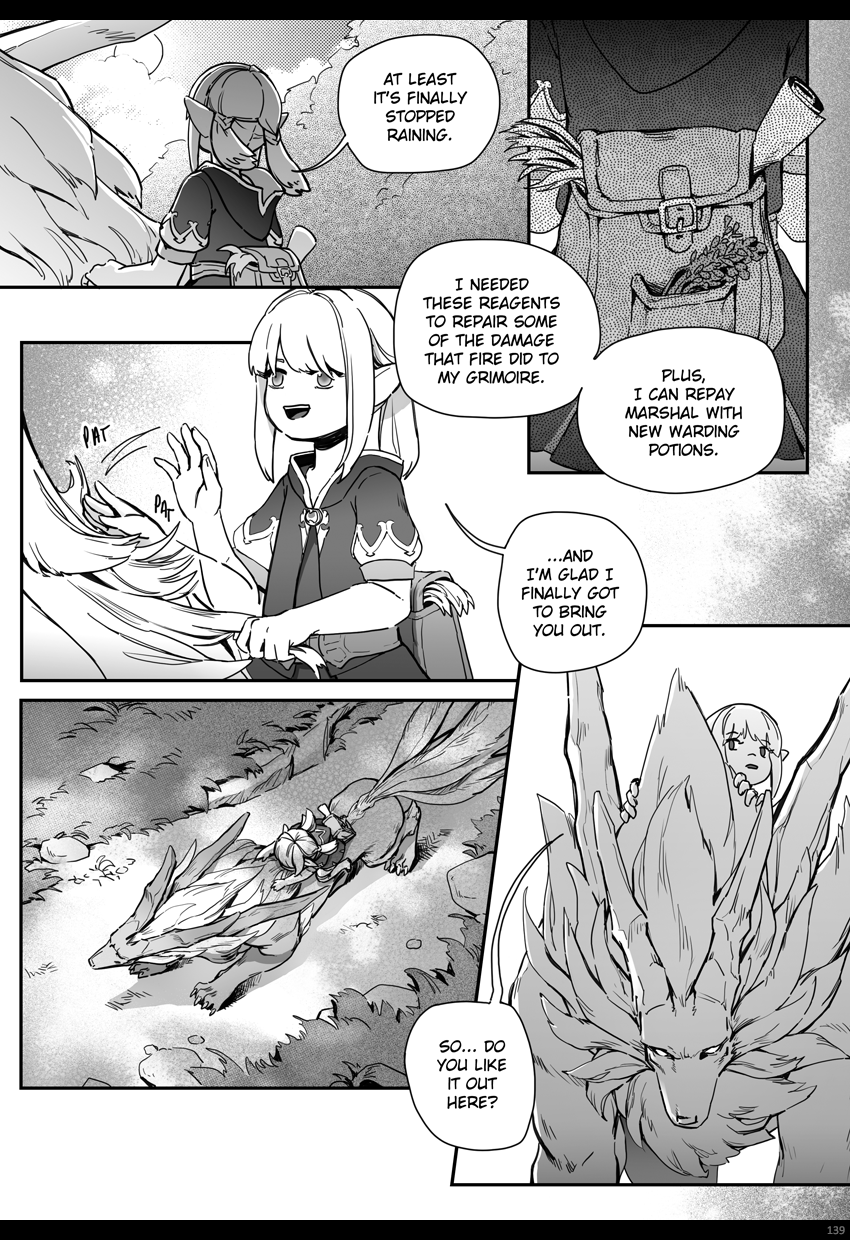 AT LEAST
IT'S FINALLY
STOPPED
RAINING.
I NEEDED
THESE REAGENTS
TO REPAIR SOME
OF THE DAMAGE
THAT FIRE DID TO
MY GRIMOIRE.
PLUS,
I CAN REPAY
MARSHAL WITH
NEW WARDING
POTIONS.
PAT
PAT
...AND
I'M GLAD I
FINALLY GOT
TO BRING
YOU OUT.
SO... DO
YOU LIKE
IT OUT
HERE?
139